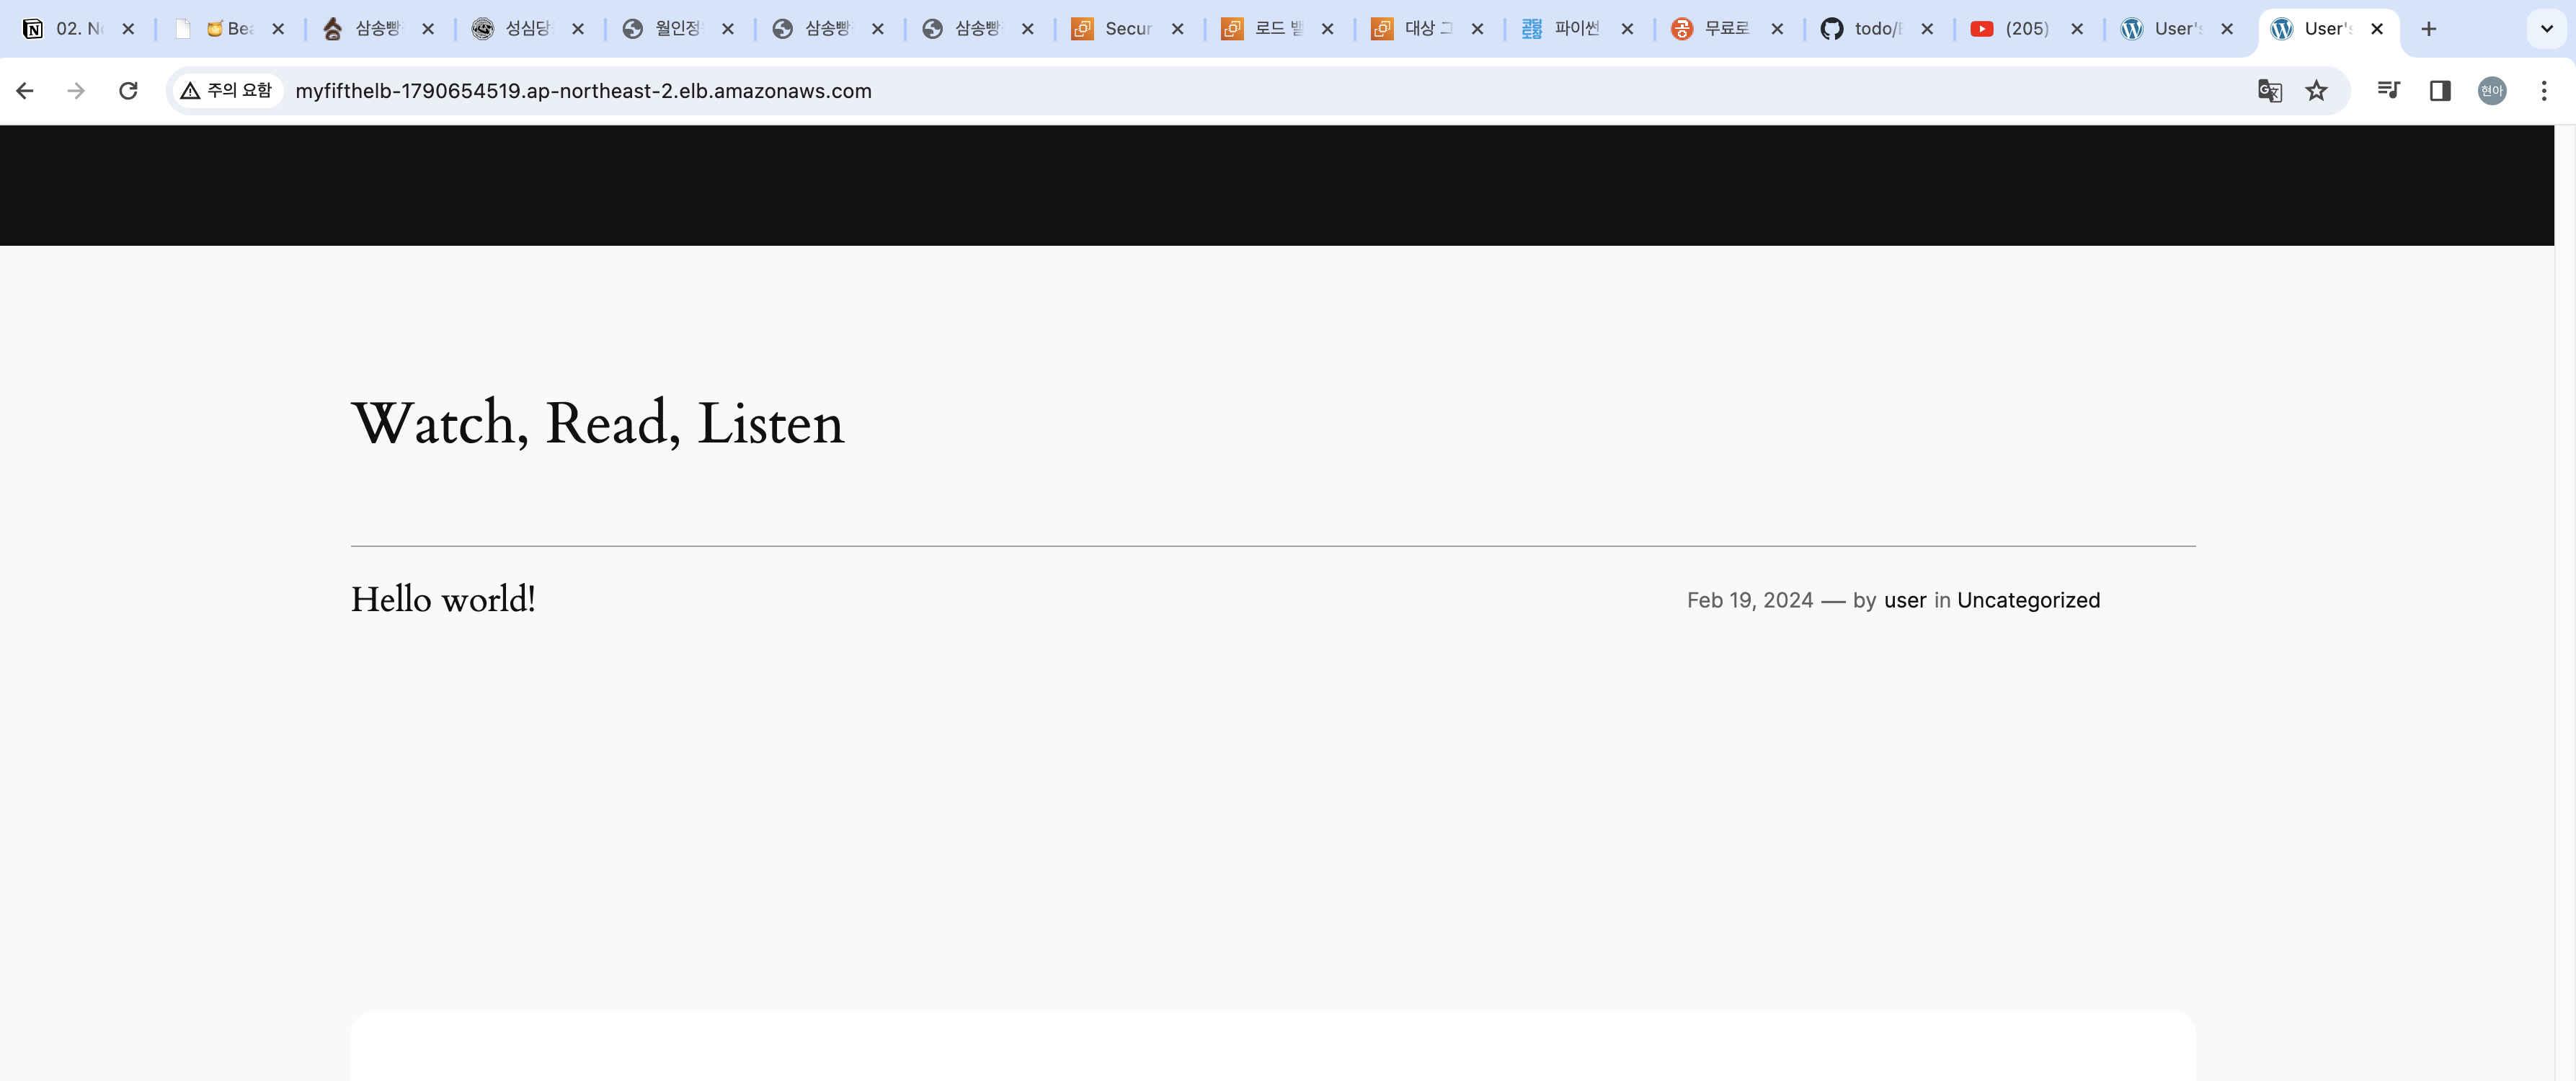 02. N 🍯 Bea 삼송빵 성심당 월인정 삼송빵 삼송빵 Secur 로드 밸 대상 그 파이썬 무료로 todo/ (205) User's User's
주의 요함 myfifthelb-1790654519.ap-northeast-2.elb.amazonaws.com 현아
Watch, Read, Listen
Hello world! Feb 19, 2024 — by user in Uncategorized